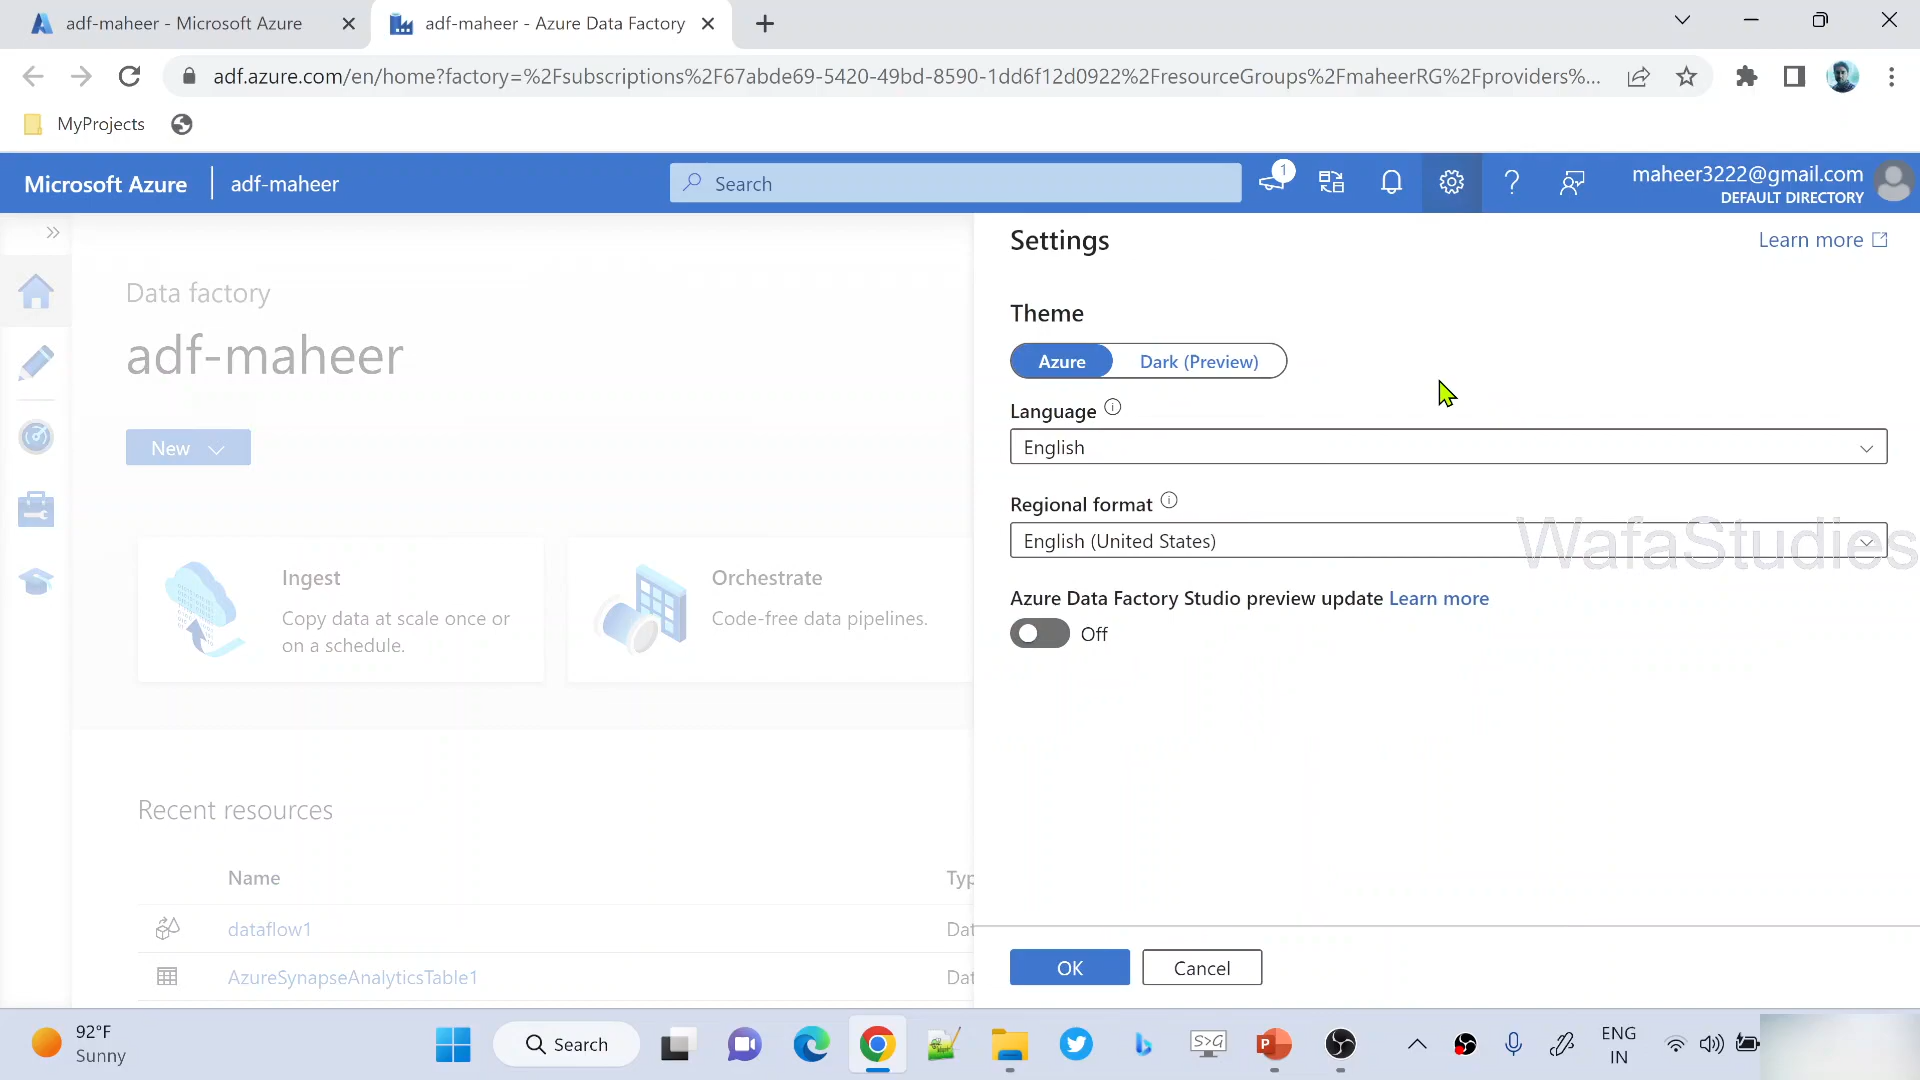 adf-maheer - Microsoft Azure
adf-maheer - Azure Data Factory
adf.azure.com/en/home?factory=%2Fsubscriptions%2F67abde69-5420-49bd-8590-1dd6f12d0922%2FresourceGroups%2FmaheerRG%2Fproviders%...
MyProjects
Microsoft Azure
adf-maheer
Search
1
maheer3222@gmail.com
DEFAULT DIRECTORY
Settings
Learn more
Data factory
adf-maheer
New
Theme
Azure
Dark (Preview)
Language
English
Regional format
English (United States)
WafaStudies
Azure Data Factory Studio preview update Learn more
Off
Ingest
Copy data at scale once or
on a schedule.
Orchestrate
Code-free data pipelines.
Recent resources
Name
Typ
dataflow1
Dat
AzureSynapseAnalyticsTable1
Dat
OK
Cancel
92°F
Sunny
Search
S>G
ENG
IN